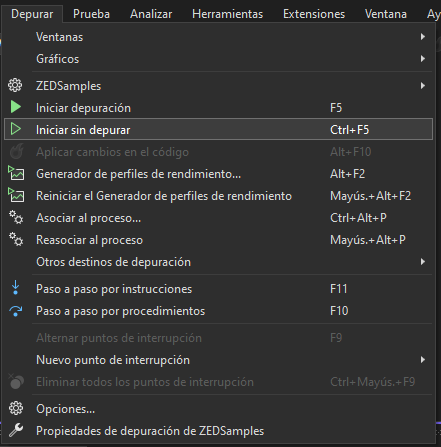 Depurar Prueba Analizar Herramientas Extensiones Ventana Ay
Ventanas
Gráficos
ZEDSamples
Iniciar depuración F5
Iniciar sin depurar Ctrl+F5
Aplicar cambios en el código Alt+F10
Generador de perfiles de rendimiento... Alt+F2
Reiniciar el Generador de perfiles de rendimiento Mayús.+Alt+F2
Asociar al proceso... Ctrl+Alt+P
Reasociar al proceso Mayús.+Alt+P
Otros destinos de depuración
Paso a paso por instrucciones F11
Paso a paso por procedimientos F10
Alternar puntos de interrupción F9
Nuevo punto de interrupción
Eliminar todos los puntos de interrupción Ctrl+Mayús.+F9
Opciones...
Propiedades de depuración de ZEDSamples